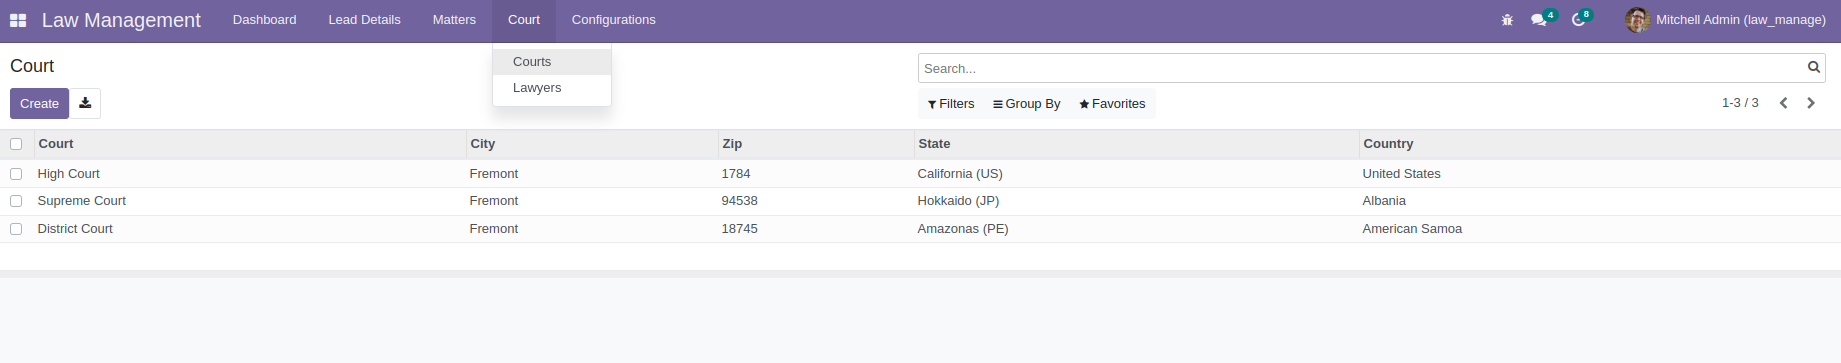 Law Management Dashboard Lead Details Matters Court Configurations 4 8 Mitchell Admin (law_manage)
Courts
Lawyers
Court
Search...
Create
Filters Group By Favorites 1-3 / 3
Court City Zip State Country
High Court Fremont 1784 California (US) United States
Supreme Court Fremont 94538 Hokkaido (JP) Albania
District Court Fremont 18745 Amazonas (PE) American Samoa